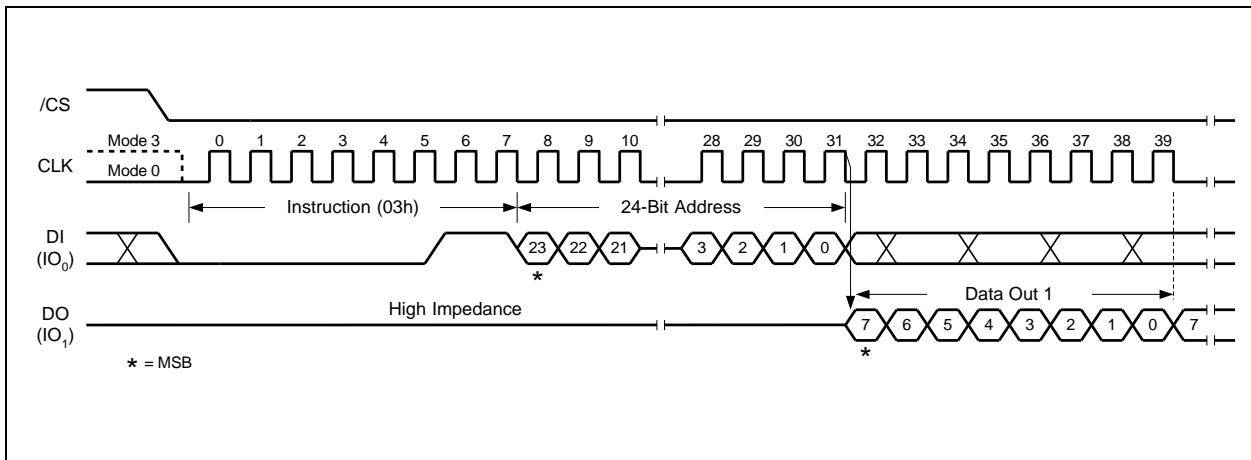 /CS
Mode 3 0 1 2 3 4 5 6 7 8 9 10 28 29 30 31 32 33 34 35 36 37 38 39
CLK Mode 0
Instruction (03h) 24-Bit Address
DI
(IO0)
23 22 21 3 2 1 0
*
High Impedance Data Out 1
DO
(IO1)
7 6 5 4 3 2 1 0 7
*
* = MSB